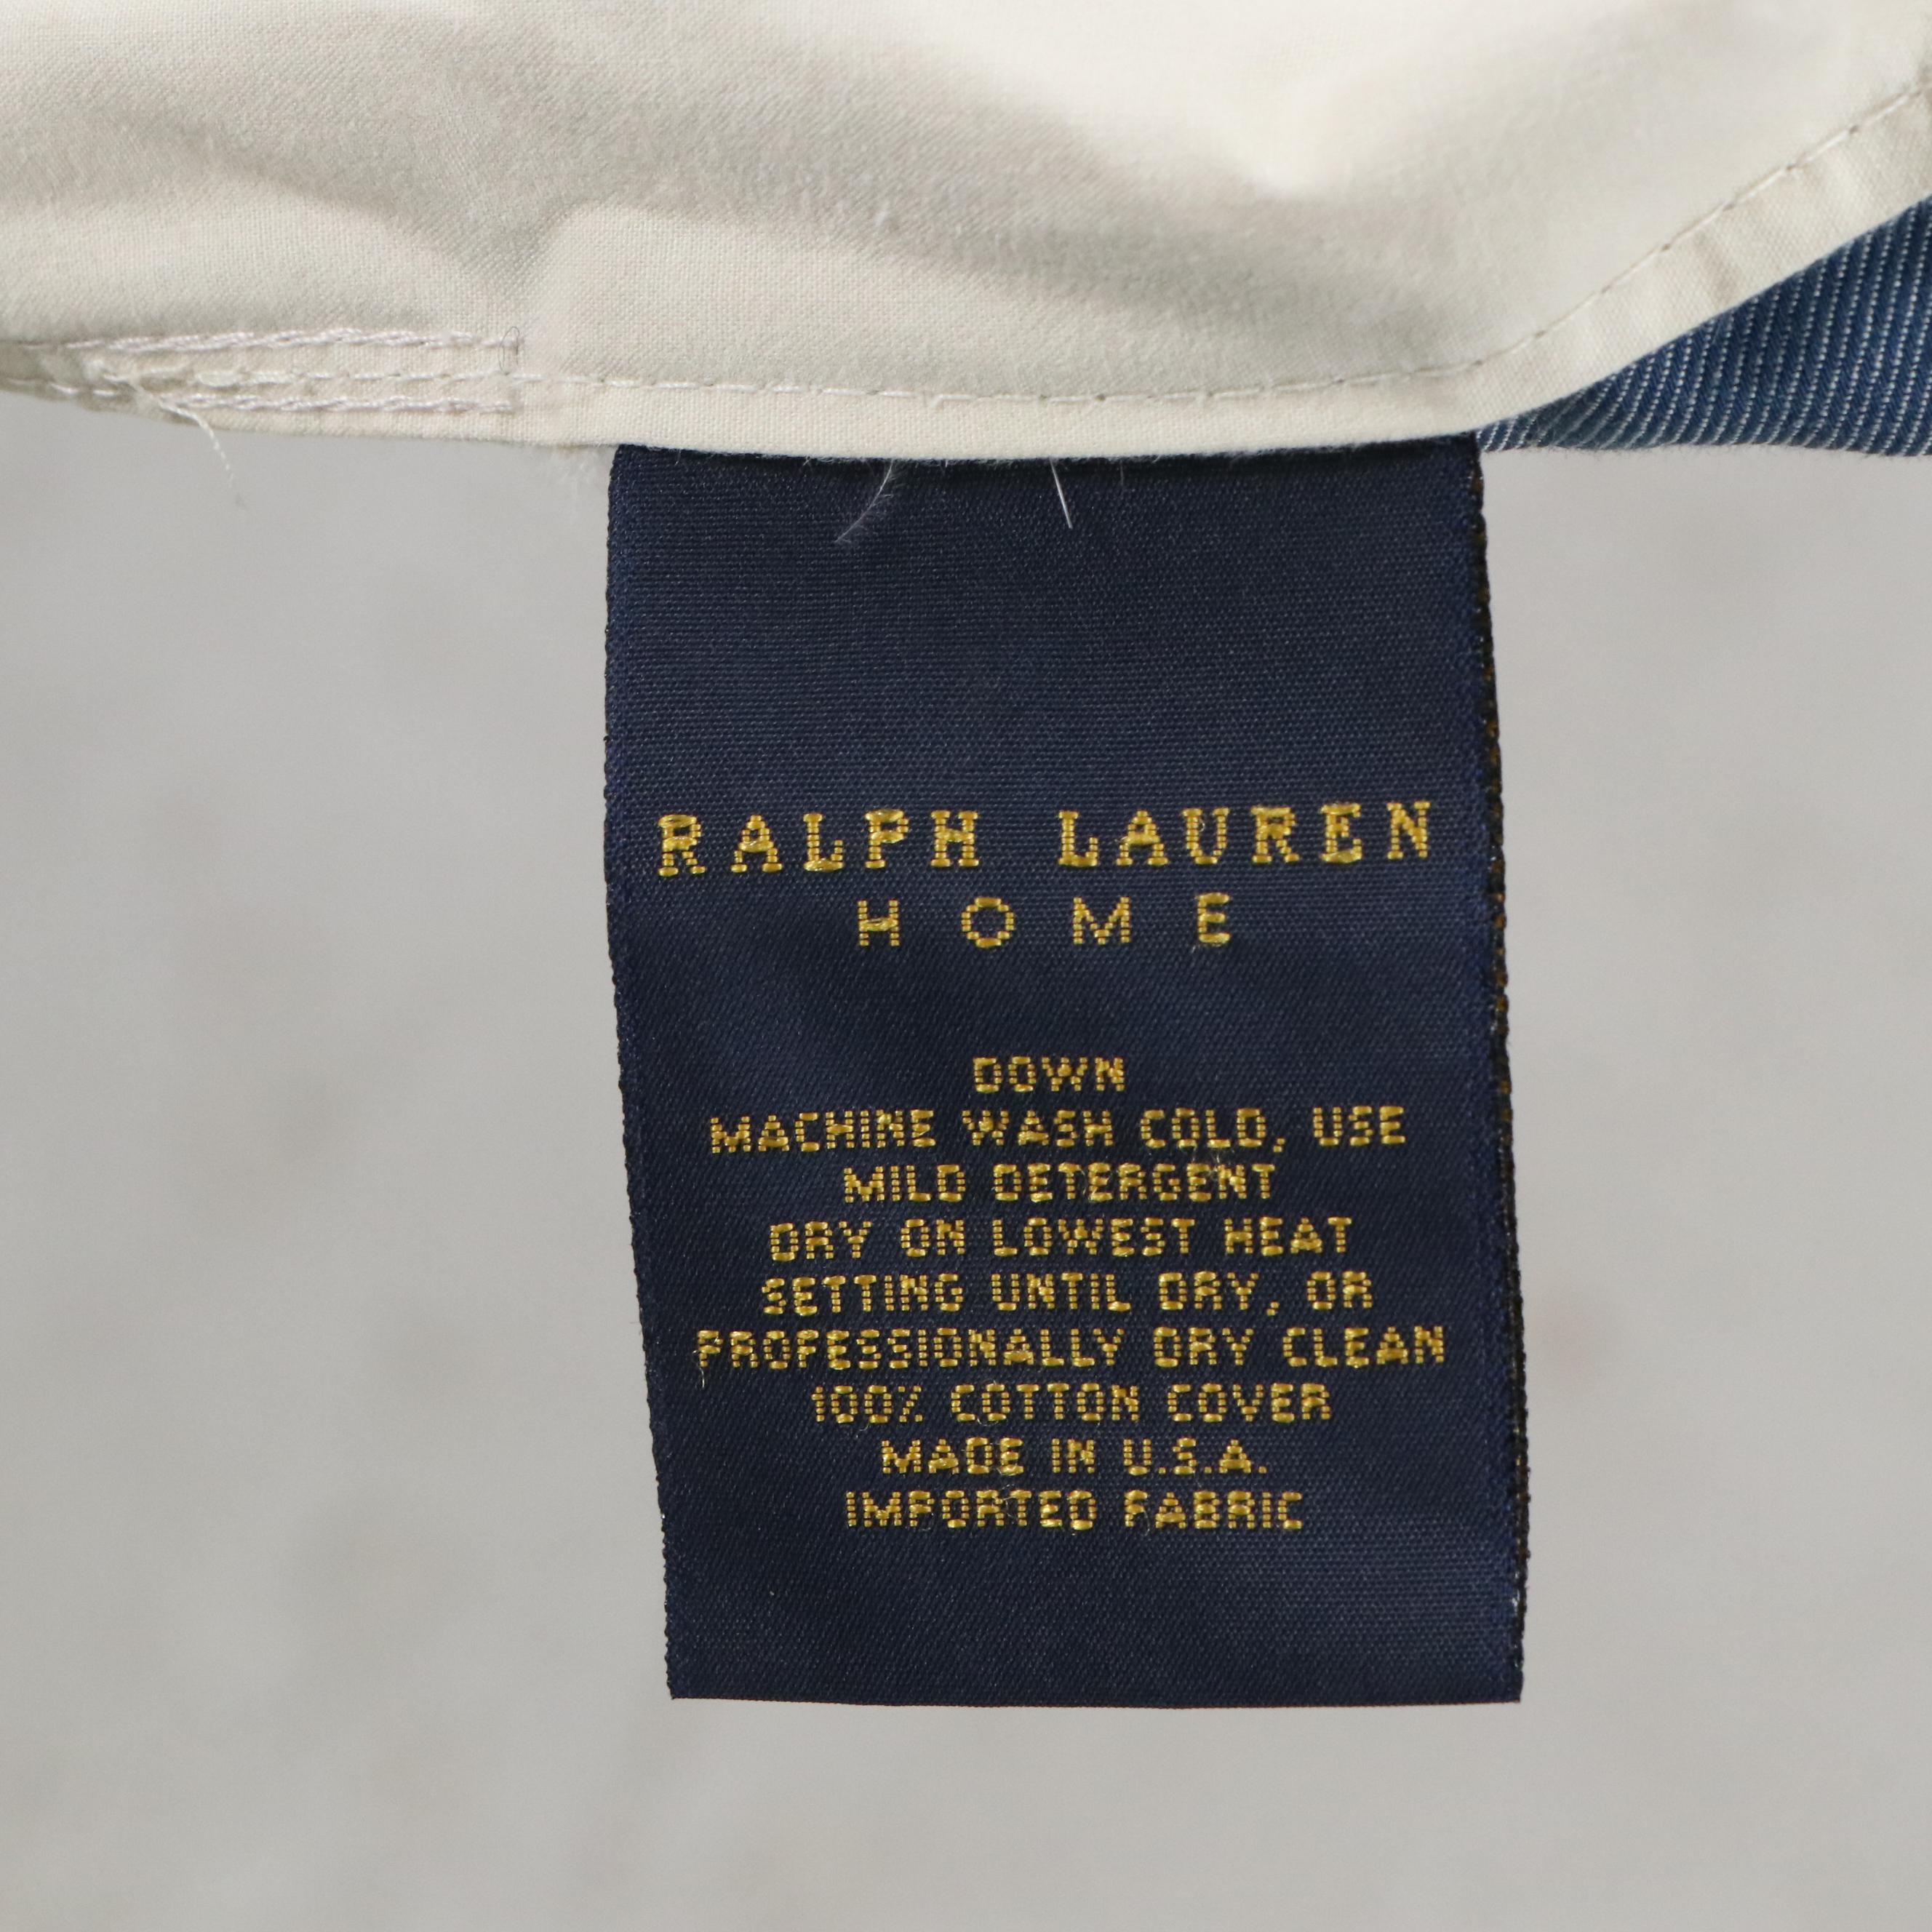 RALPH LAUREN
HOME
DOWN
MACHINE WASH COLD, USE
MILD DETERGENT
DRY ON LOWEST HEAT
SETTING UNTIL DRY, OR
PROFESSIONALLY DRY CLEAN
100% COTTON COVER
MADE IN U.S.A.
IMPORTED FABRIC